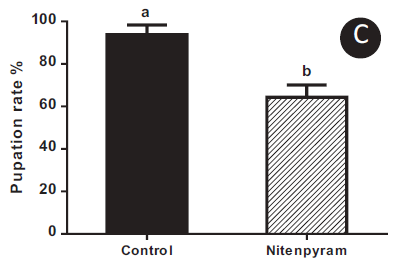 C
Pupation rate %
100
80
60
40
20
0
a
b
Control
Nitenpyram